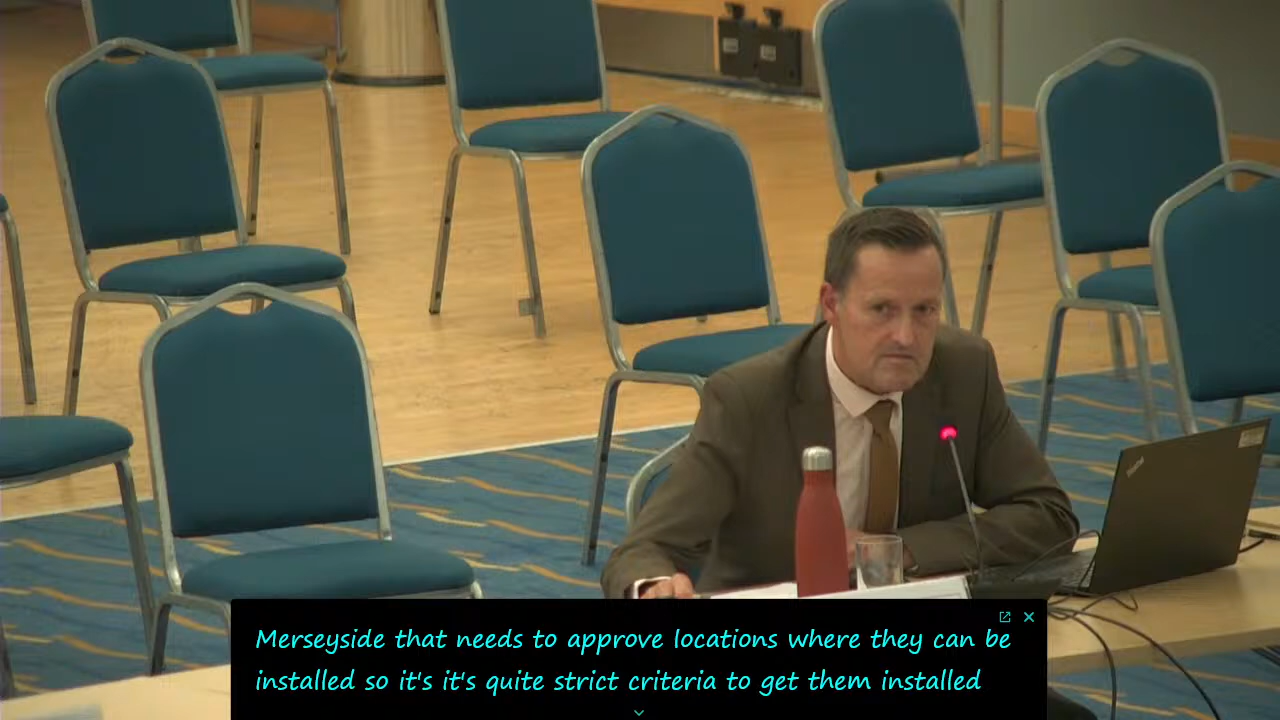 Merseyside that needs to approve locations where they can be
installed so it's it's quite strict criteria to get them installed